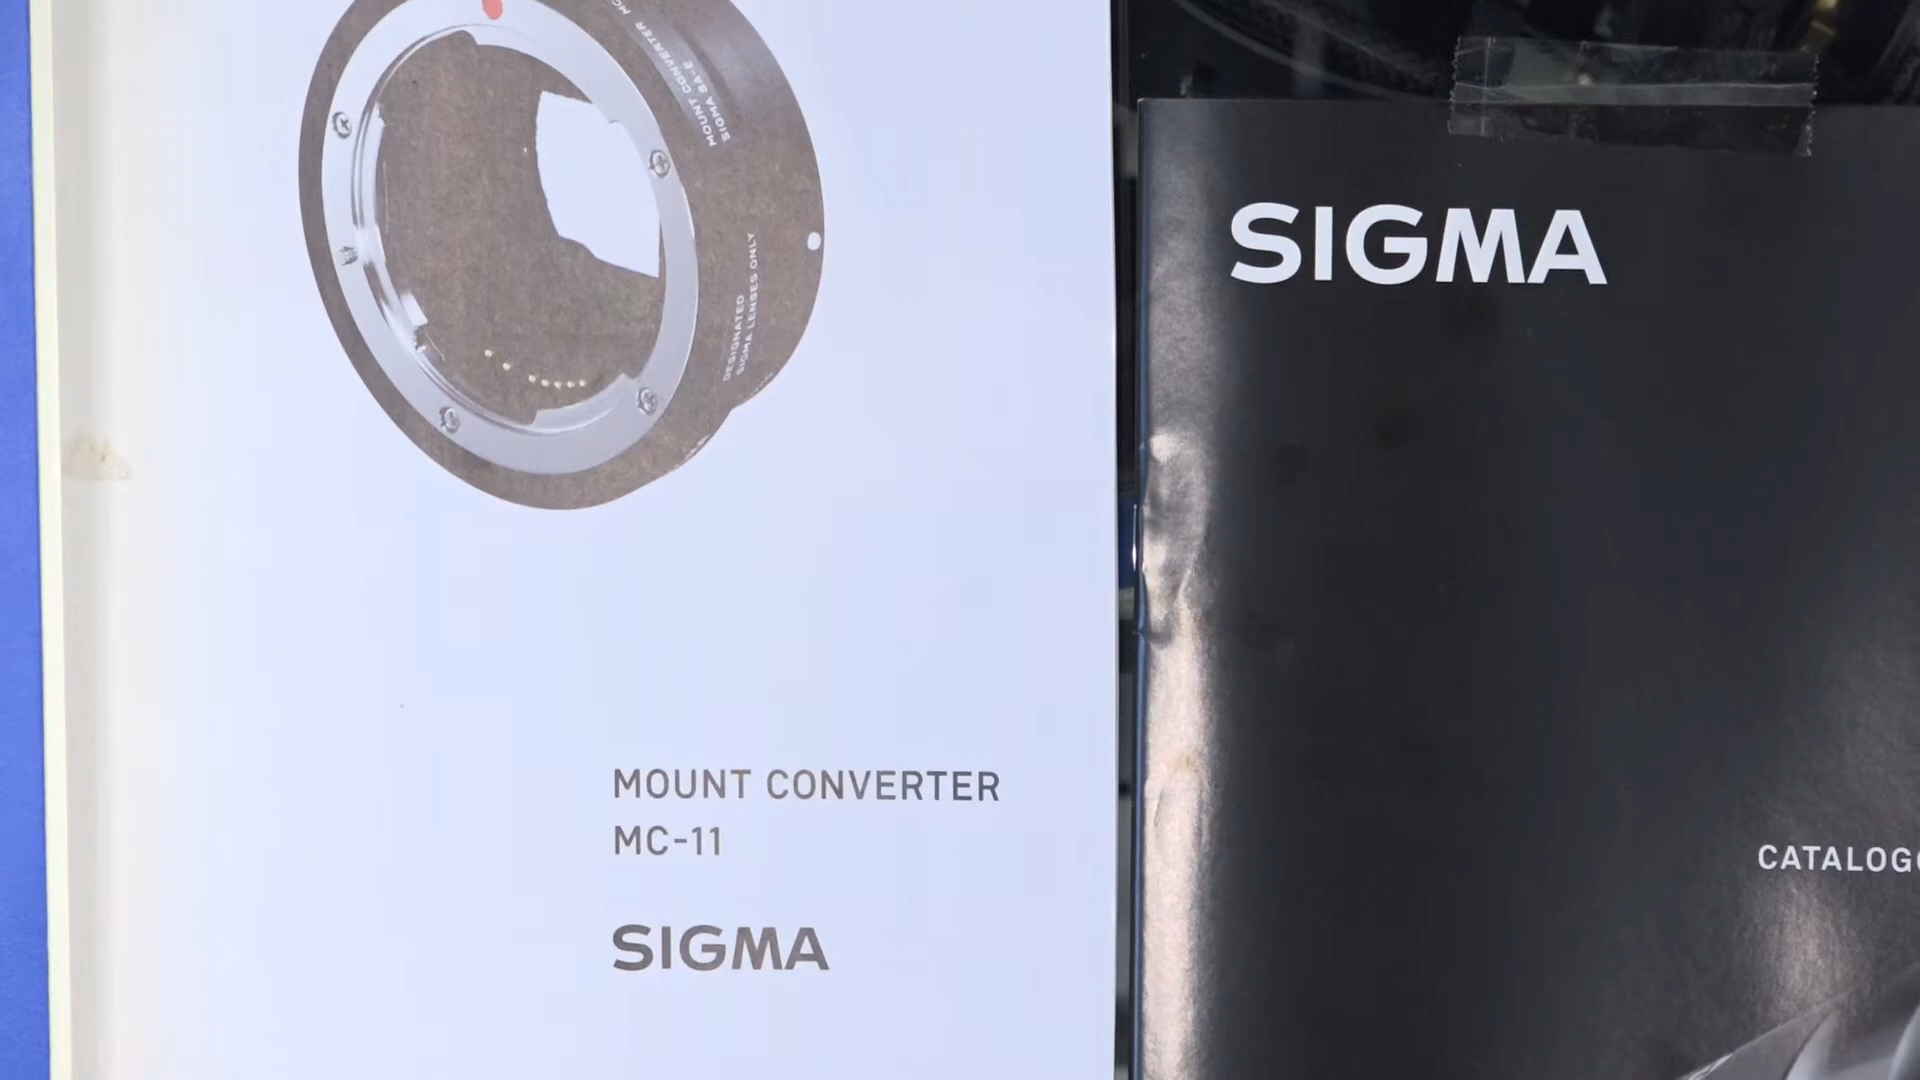 MOUNT CONVERTER
SIGMA SA-E
DESIGNATED
SIGMA LENSES ONLY
MOUNT CONVERTER
MC-11
SIGMA
SIGMA